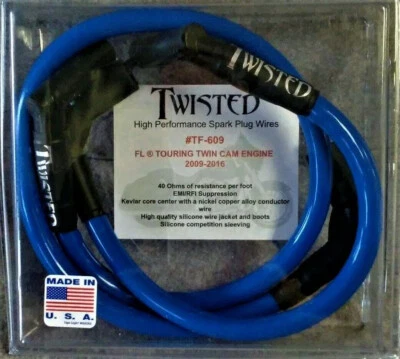 TWISTED
TWISTED
High Performance Spark Plug Wires
#TF-609
FL ® TOURING TWIN CAM ENGINE
2009-2016
40 Ohms of resistance per foot
EMI/RFI Suppression
Kevlar core center with a nickel copper alloy conductor
wire
High quality silicone wire jacket and boots
Silicone competition sleeving
TWISTED
MADE IN
U. S. A.